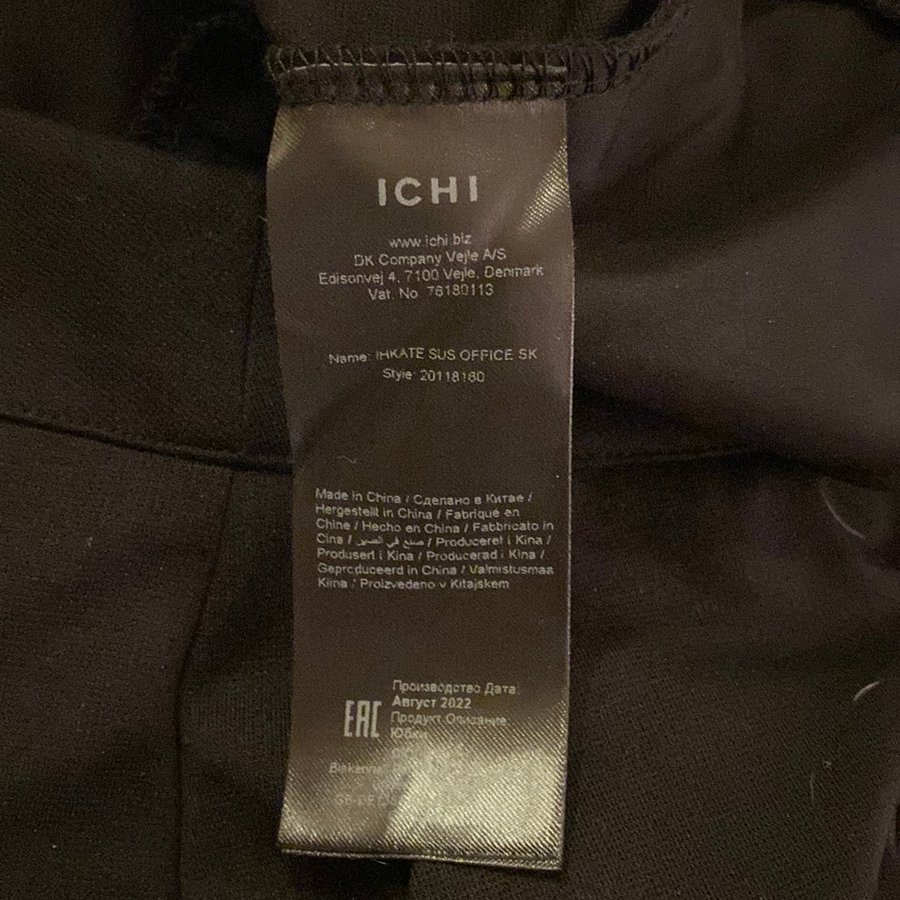 ICHI
www.ichi.biz
DK Company Vejle A/S
Edisonvej 4, 7100 Vejle, Denmark
Vat. No. 76180113
Name: IHKATE SUS OFFICE SK
Style: 20118160
Made in China / Сделано в Китае /
Hergestellt in China / Fabriqué en
Chine / Hecho en China / Fabbricato in
Cina / صنع في الصين / Produceret i Kina /
Produsert i Kina / Producerad i Kina /
Geproduceerd in China / Valmistusmaa
Kiina / Proizvedeno v Kitajskem
EAC
Производство Дата:
Август 2022
Продукт Описание
Юбки